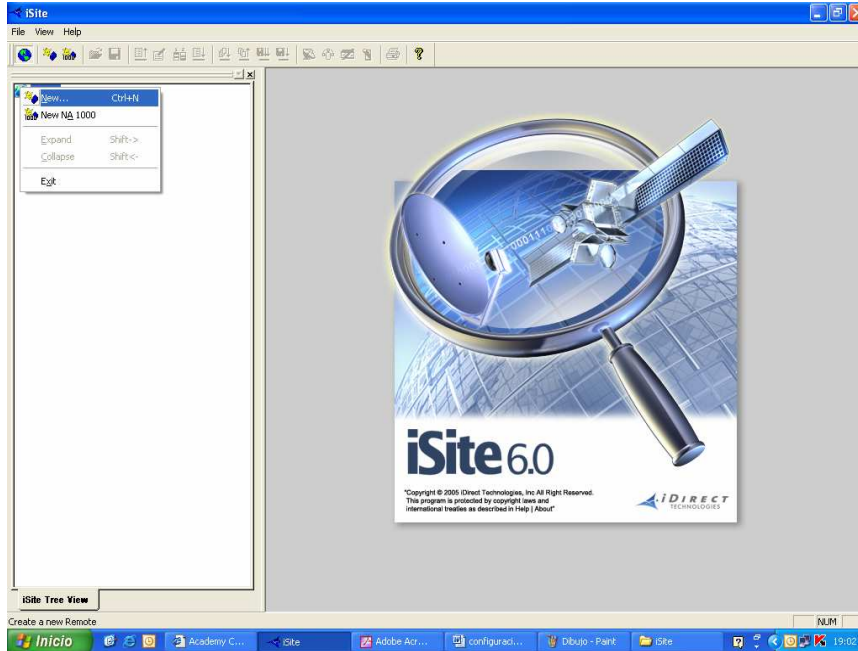 iSite
File View Help
New... Ctrl+N
New NA 1000
Expand Shift->
Collapse Shift<-
Exit
0001110
iSite 6.0
"Copyright © 2005 iDirect Technologies, Inc All Right Reserved.
This program is protected by copyright laws and
international treaties as described in Help | About"
iDIRECT
TECHNOLOGIES
iSite Tree View
Create a new Remote
NUM
Inicio
Academy C...
iSite
Adobe Acr...
configuraci...
Dibujo - Paint
iSite
19:02